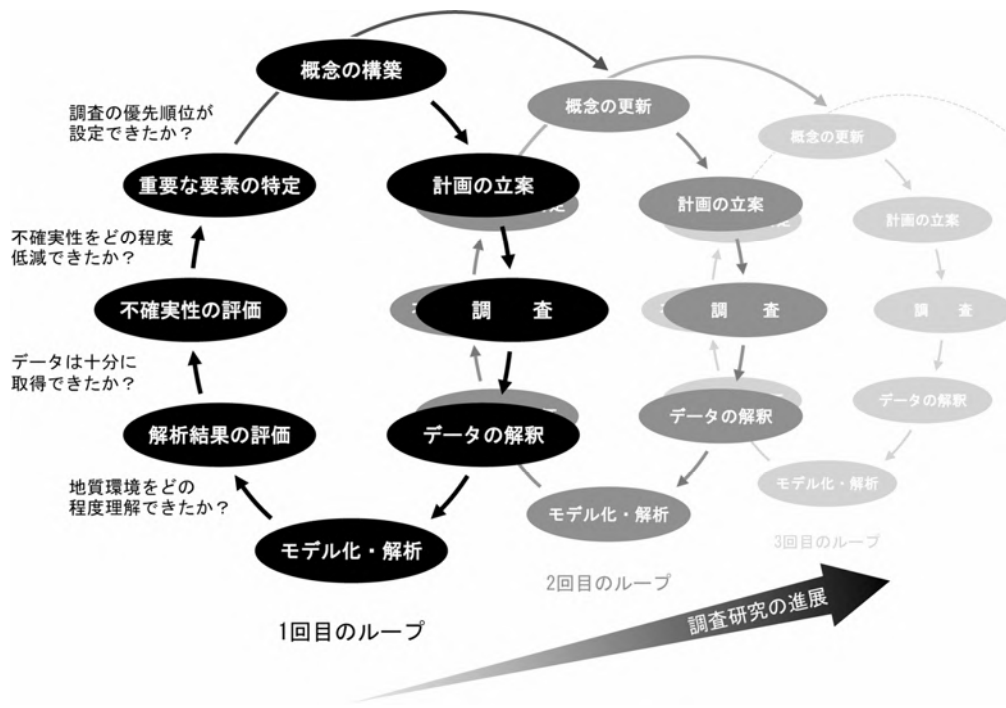 概念の構築
調査の優先順位が
設定できたか？
重要な要素の特定
計画の立案
不確実性をどの程度
低減できたか？
不確実性の評価
調　査
データは十分に
取得できたか？
解析結果の評価
データの解釈
地質環境をどの
程度理解できたか？
モデル化・解析
1回目のループ
概念の更新
計画の立案
調　査
データの解釈
モデル化・解析
2回目のループ
概念の更新
計画の立案
調　査
データの解釈
モデル化・解析
3回目のループ
調査研究の進展